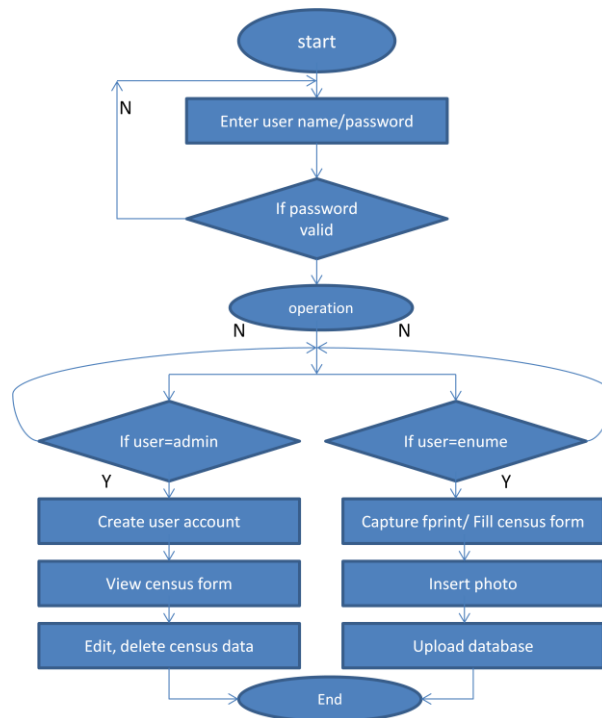 start
N
Enter user name/password
If password
valid
operation
N
N
If user=admin
If user=enume
Y
Y
Create user account
Capture fprint/ Fill census form
View census form
Insert photo
Edit, delete census data
Upload database
End